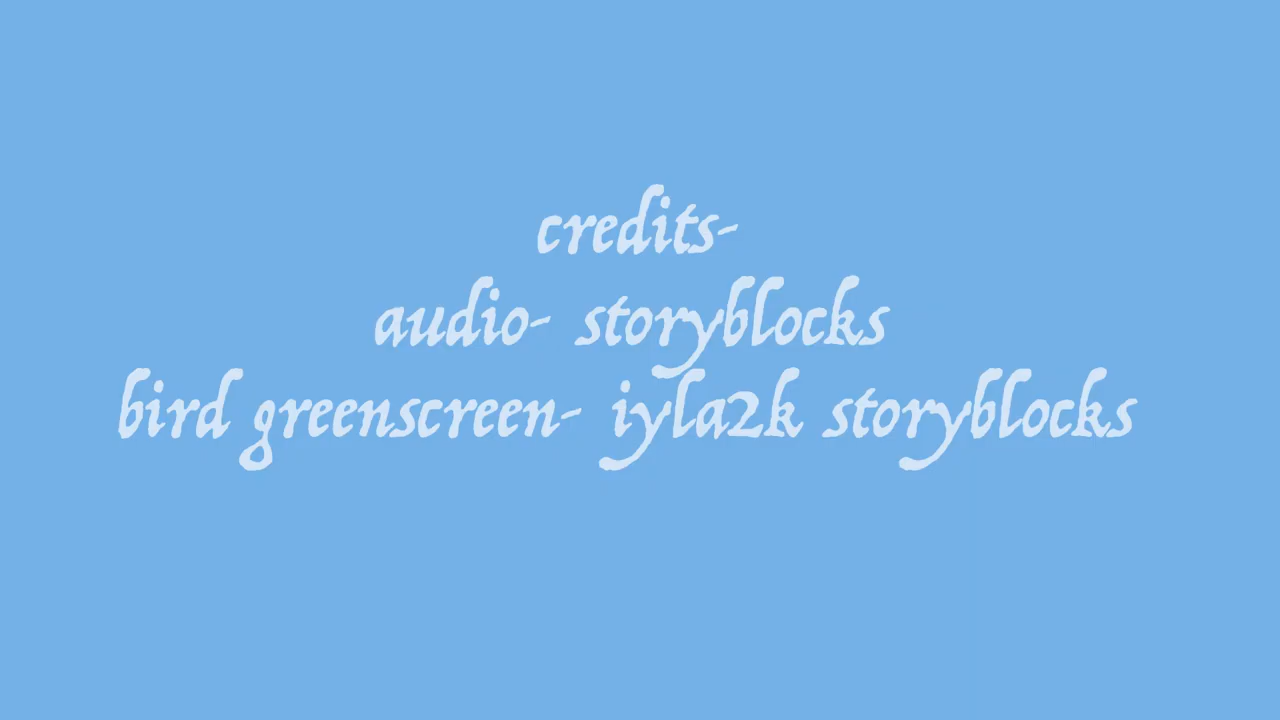 credits-
audio- storyblocks
bird greenscreen- iyla2k storyblocks